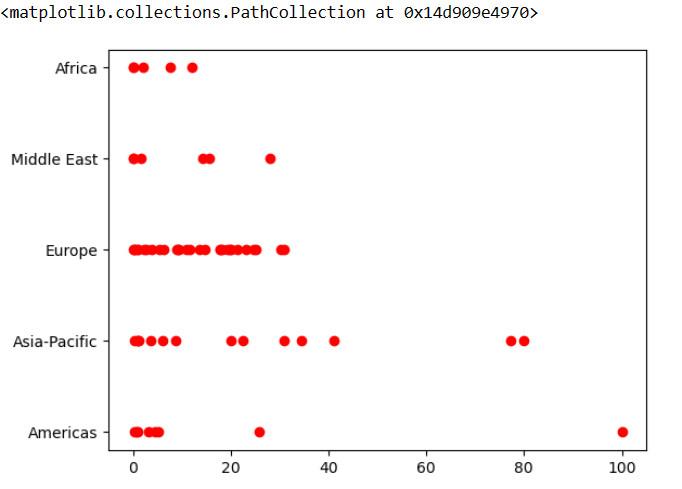 <matplotlib.collections.PathCollection at 0x14d909e4970>
Africa
Middle East
Europe
Asia-Pacific
Americas
0 20 40 60 80 100